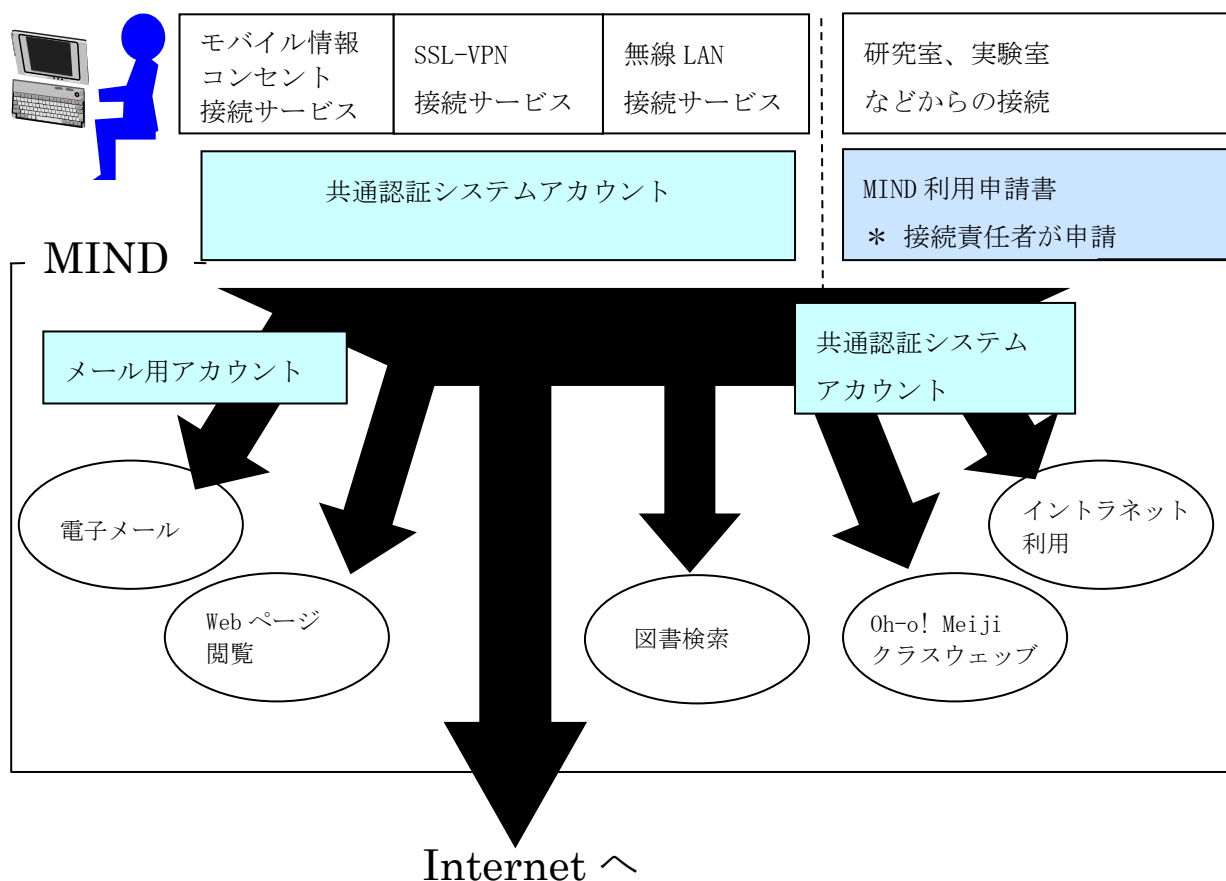 モバイル情報
コンセント
接続サービス
SSL-VPN
接続サービス
無線 LAN
接続サービス
研究室、実験室
などからの接続
共通認証システムアカウント
MIND 利用申請書
＊ 接続責任者が申請
MIND
メール用アカウント
共通認証システム
アカウント
電子メール
Web ページ
閲覧
図書検索
Oh-o! Meiji
クラスウェッブ
イントラネット
利用
Internet へ